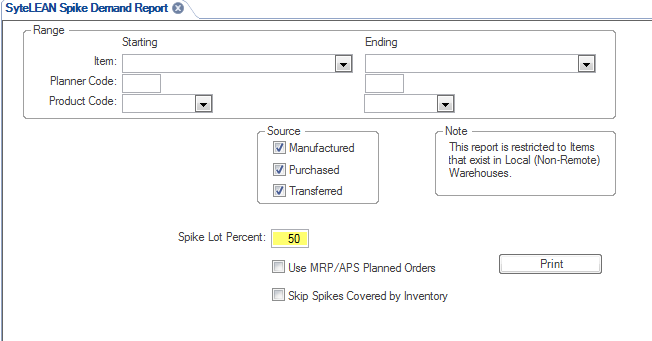 SyteLEAN Spike Demand Report
Range
Starting Ending
Item:
Planner Code:
Product Code:
Source
Manufactured
Purchased
Transferred
Note
This report is restricted to Items
that exist in Local (Non-Remote)
Warehouses.
Spike Lot Percent: 50
Use MRP/APS Planned Orders
Print
Skip Spikes Covered by Inventory